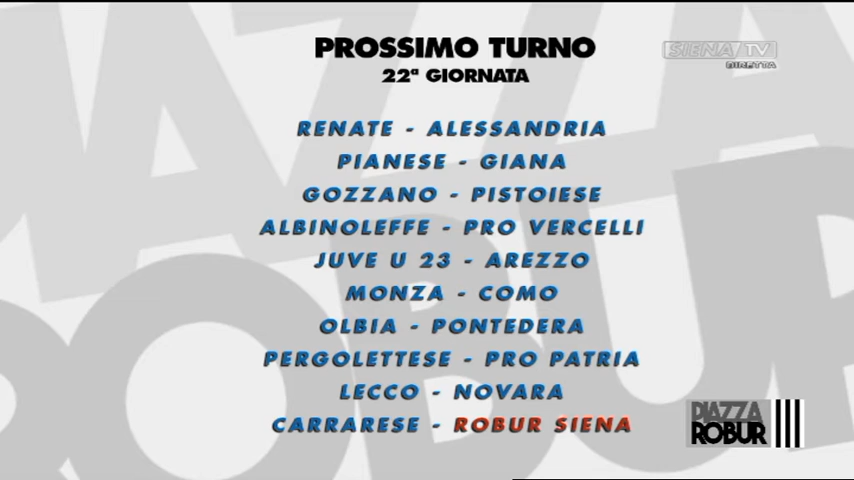 PROSSIMO TURNO
22ª GIORNATA
SIENA TV
DIRETTA
RENATE - ALESSANDRIA
PIANESE - GIANA
GOZZANO - PISTOIESE
ALBINOLEFFE - PRO VERCELLI
JUVE U 23 - AREZZO
MONZA - COMO
OLBIA - PONTEDERA
PERGOLETTESE - PRO PATRIA
LECCO - NOVARA
CARRARESE - ROBUR SIENA
PIAZZA
ROBUR